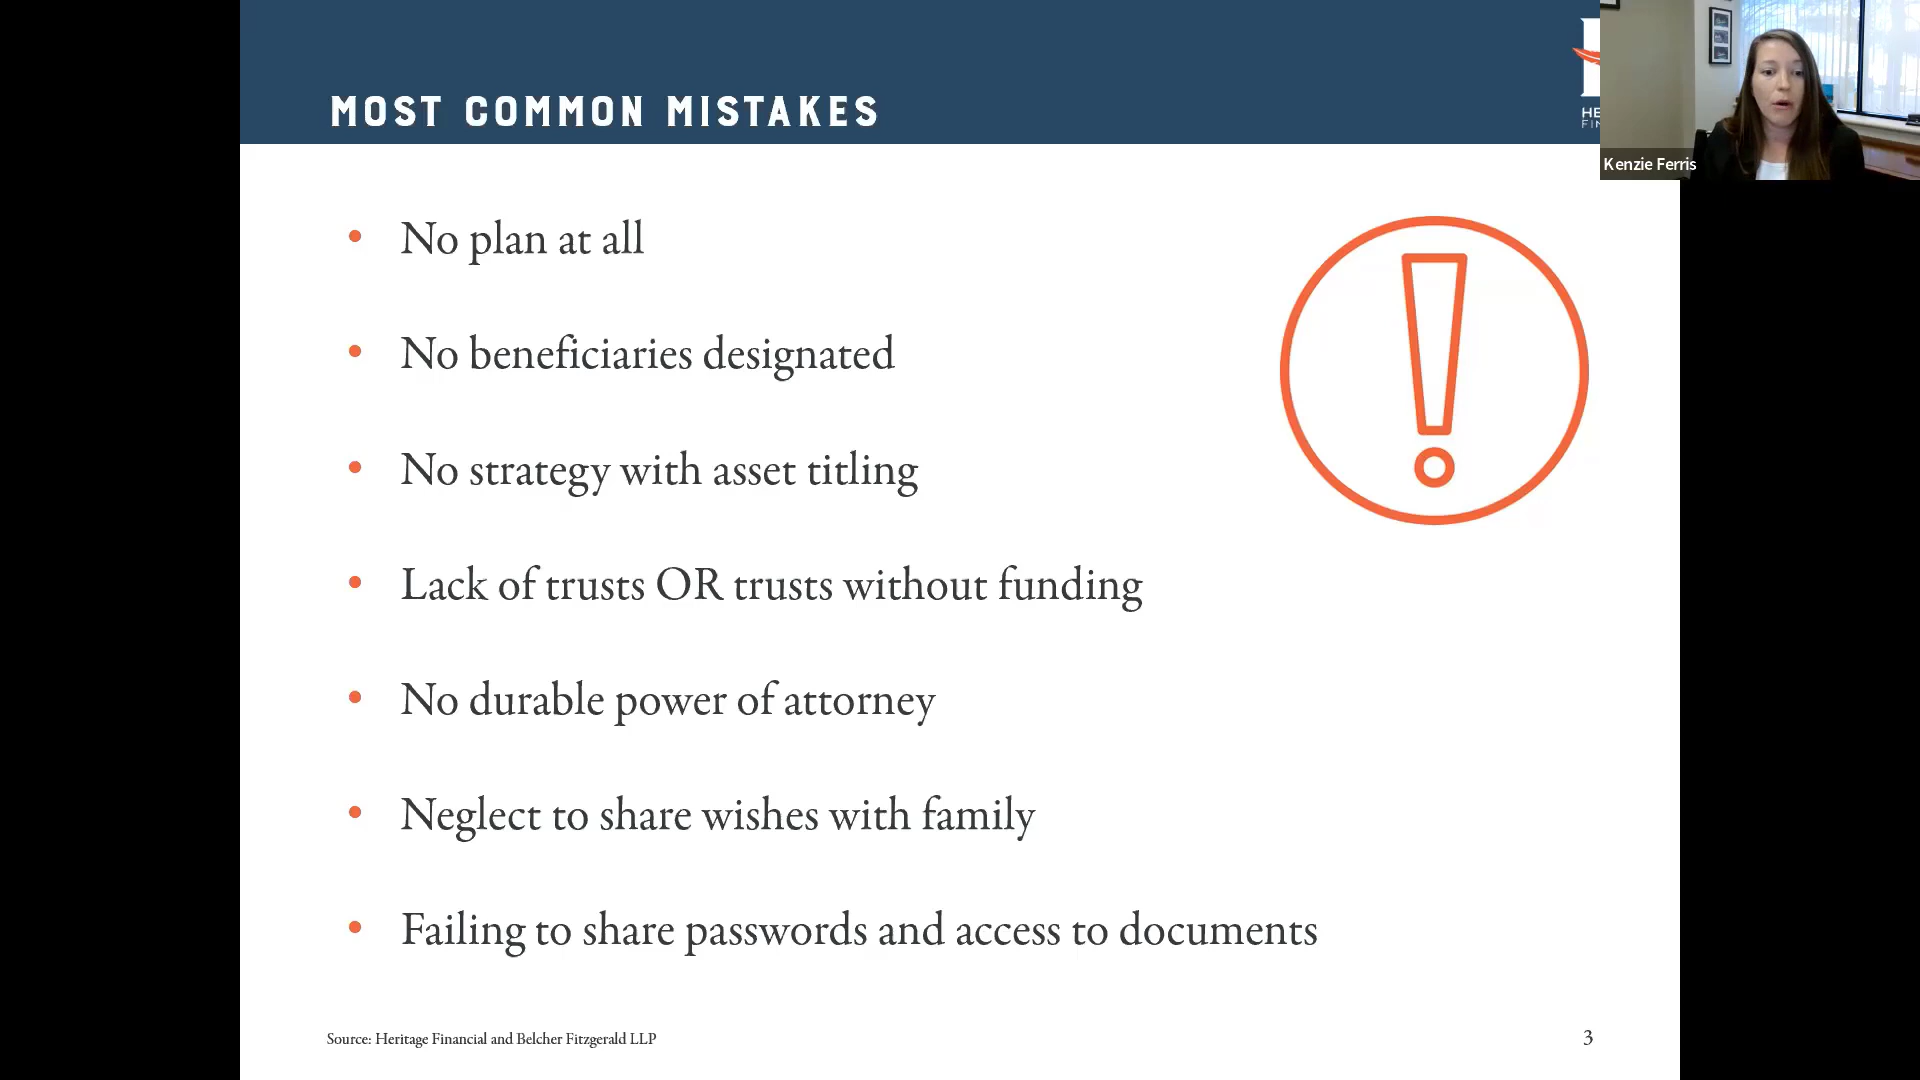 MOST COMMON MISTAKES
Kenzie Ferris
No plan at all
No beneficiaries designated
No strategy with asset titling
Lack of trusts OR trusts without funding
No durable power of attorney
Neglect to share wishes with family
Failing to share passwords and access to documents
Source: Heritage Financial and Belcher Fitzgerald LLP
3